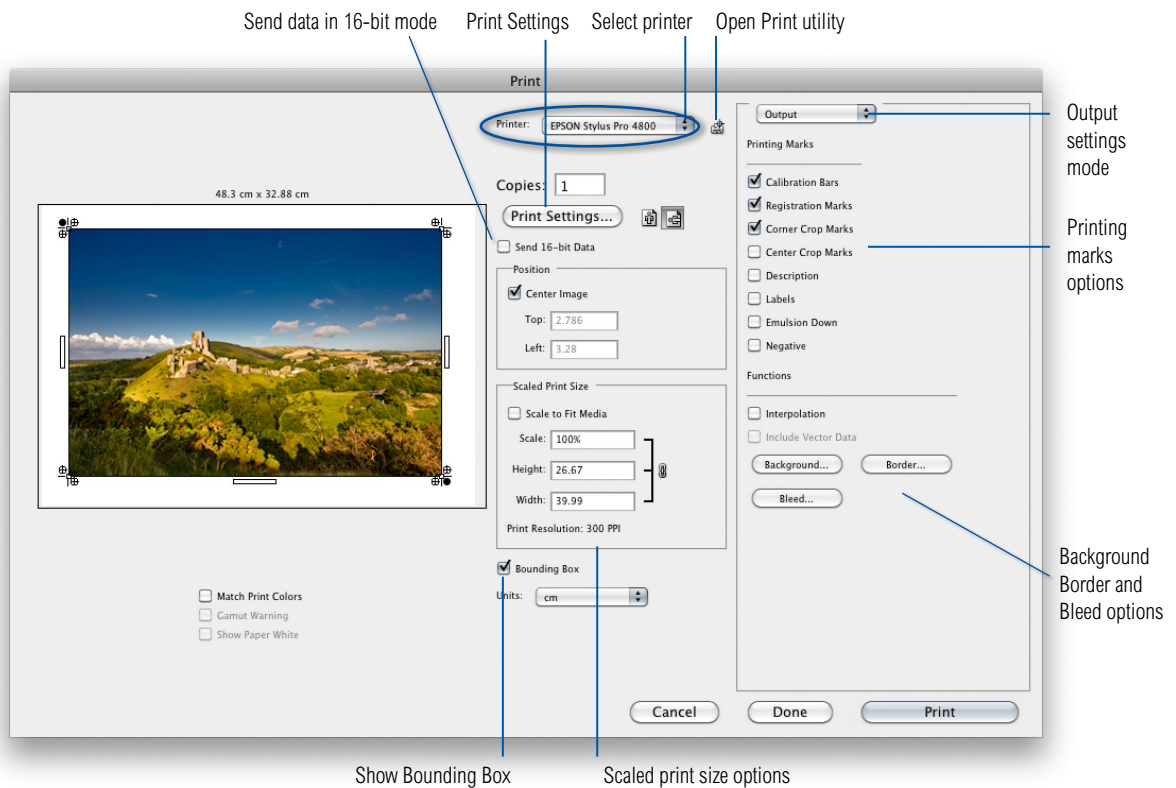 Send data in 16-bit mode
Print Settings
Select printer
Open Print utility
Print
Printer: EPSON Stylus Pro 4800
Copies: 1
Print Settings...
Send 16-bit Data
Position
Center Image
Top: 2.786
Left: 3.28
Scaled Print Size
Scale to Fit Media
Scale: 100%
Height: 26.67
Width: 39.99
Print Resolution: 300 PPI
Bounding Box
Units: cm
48.3 cm x 32.88 cm
Match Print Colors
Gamut Warning
Show Paper White
Output
Printing Marks
Calibration Bars
Registration Marks
Corner Crop Marks
Center Crop Marks
Description
Labels
Emulsion Down
Negative
Functions
Interpolation
Include Vector Data
Background...
Border...
Bleed...
Cancel
Done
Print
Output
settings
mode
Printing
marks
options
Background
Border and
Bleed options
Show Bounding Box
Scaled print size options